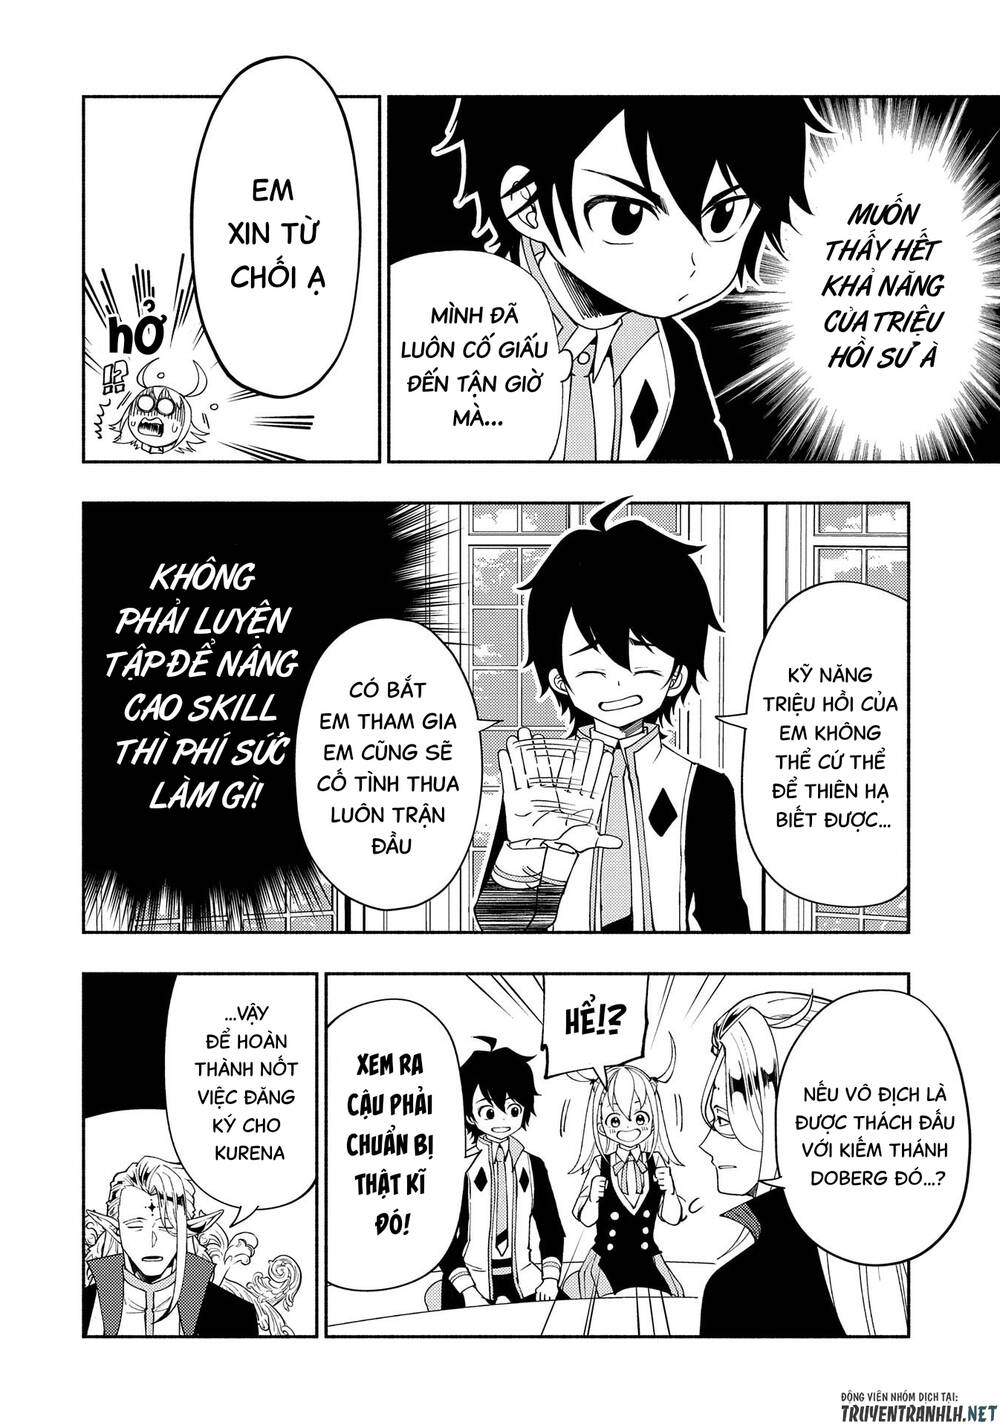 MUỐN
THẤY HẾT
KHẢ NĂNG
CỦA TRIỆU
HỒI SƯ À
MÌNH ĐÃ
LUÔN CỐ GIẤU
ĐẾN TẬN GIỜ
MÀ...
EM
XIN TỪ
CHỐI Ạ
HỞ
!?
KỸ NĂNG
TRIỆU HỒI CỦA
EM KHÔNG
THỂ CỨ THẾ
ĐỂ THIÊN HẠ
BIẾT ĐƯỢC...
CÓ BẮT
EM THAM GIA
EM CŨNG SẼ
CỐ TÌNH THUA
LUÔN TRẬN
ĐẦU
KHÔNG
PHẢI LUYỆN
TẬP ĐỂ NÂNG
CAO SKILL
THÌ PHÍ SỨC
LÀM GÌ!
NẾU VÔ ĐỊCH LÀ
ĐƯỢC THÁCH ĐẤU
VỚI KIẾM THÁNH
DOBERG ĐÓ...?
HỂ!?
XEM RA
CẬU PHẢI
CHUẨN BỊ
THẬT KĨ
ĐÓ!
...VẬY
ĐỂ HOÀN
THÀNH NỐT
VIỆC ĐĂNG
KÝ CHO
KURENA
ĐỘNG VIÊN NHÓM DỊCH TẠI:
TRUYENTRANHLH.NET